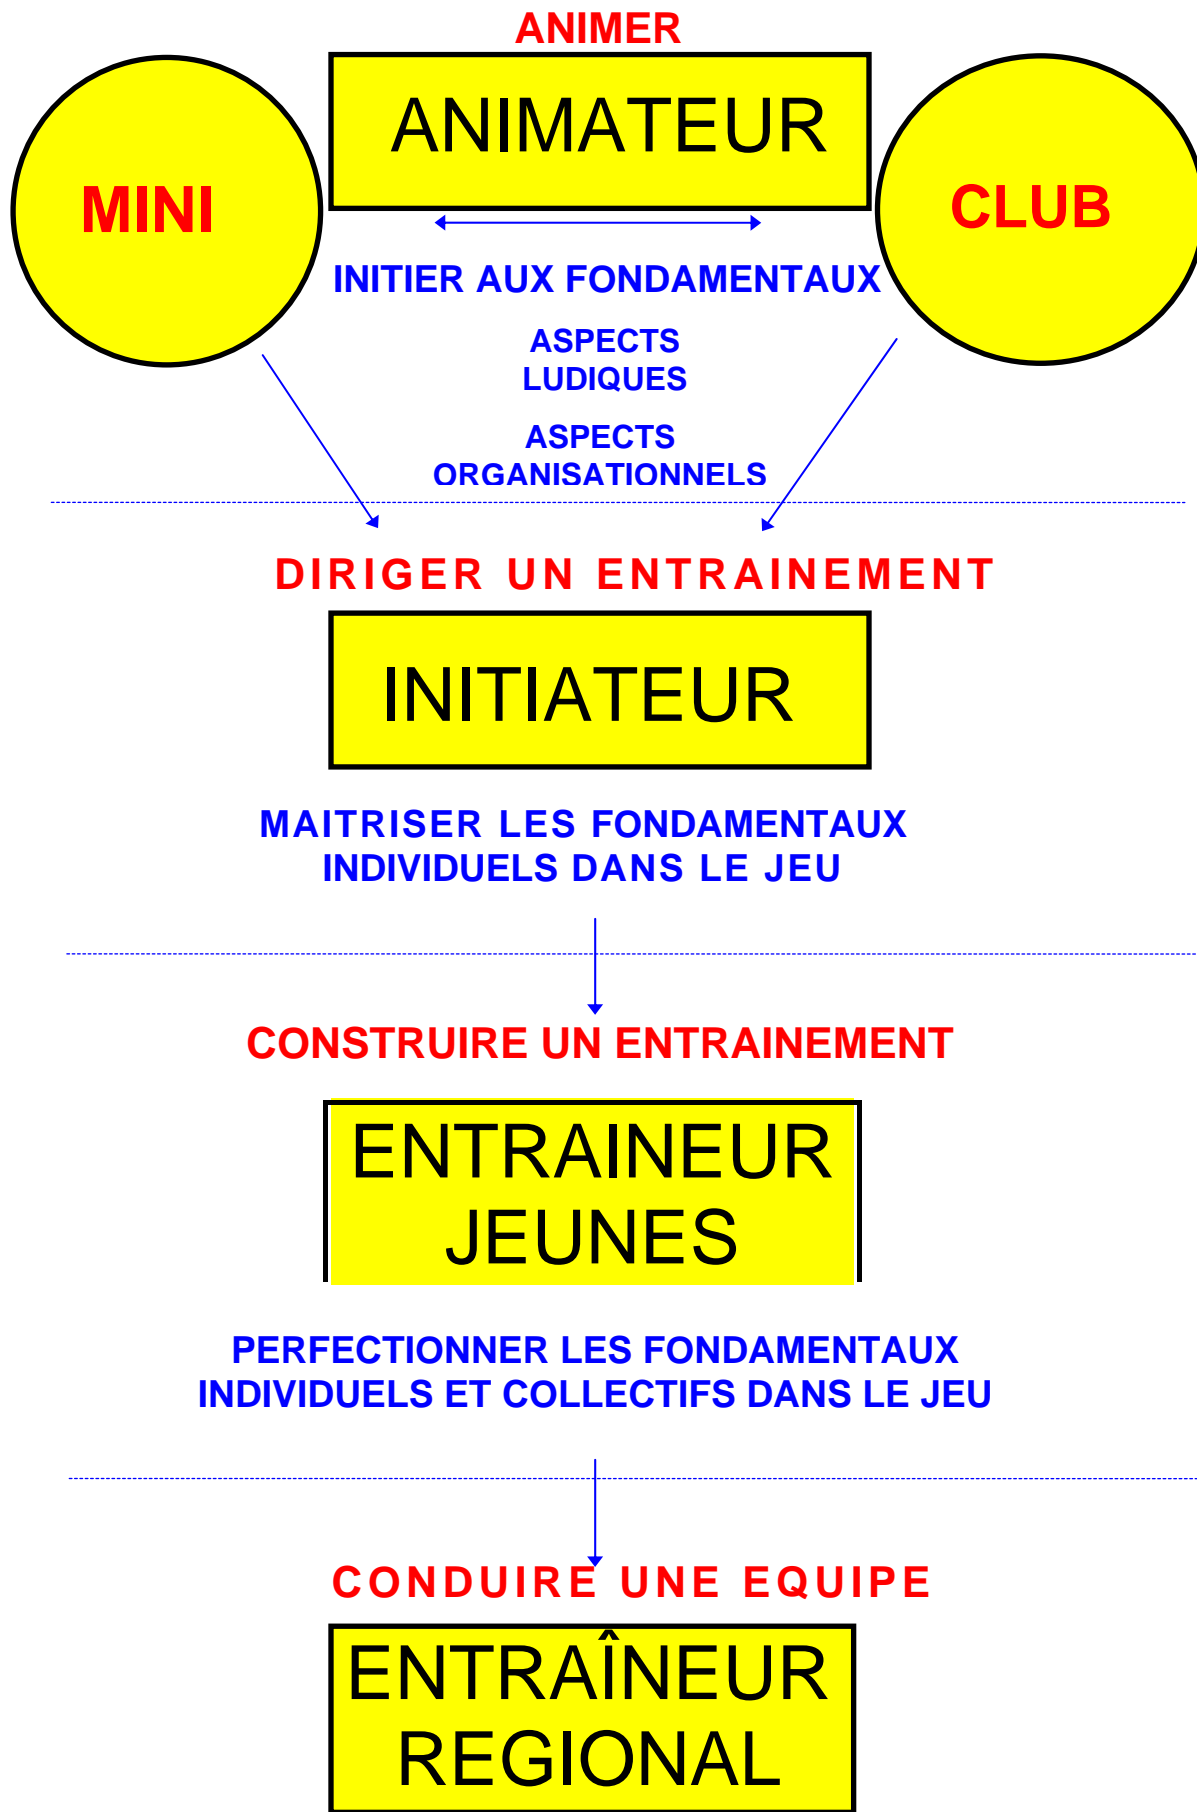 ANIMER
ANIMATEUR
MINI
CLUB
INITIER AUX FONDAMENTAUX
ASPECTS
LUDIQUES
ASPECTS
ORGANISATIONNELS
DIRIGER UN ENTRAINEMENT
INITIATEUR
MAITRISER LES FONDAMENTAUX
INDIVIDUELS DANS LE JEU
CONSTRUIRE UN ENTRAINEMENT
ENTRAINEUR
JEUNES
PERFECTIONNER LES FONDAMENTAUX
INDIVIDUELS ET COLLECTIFS DANS LE JEU
CONDUIRE UNE EQUIPE
ENTRAÎNEUR
REGIONAL